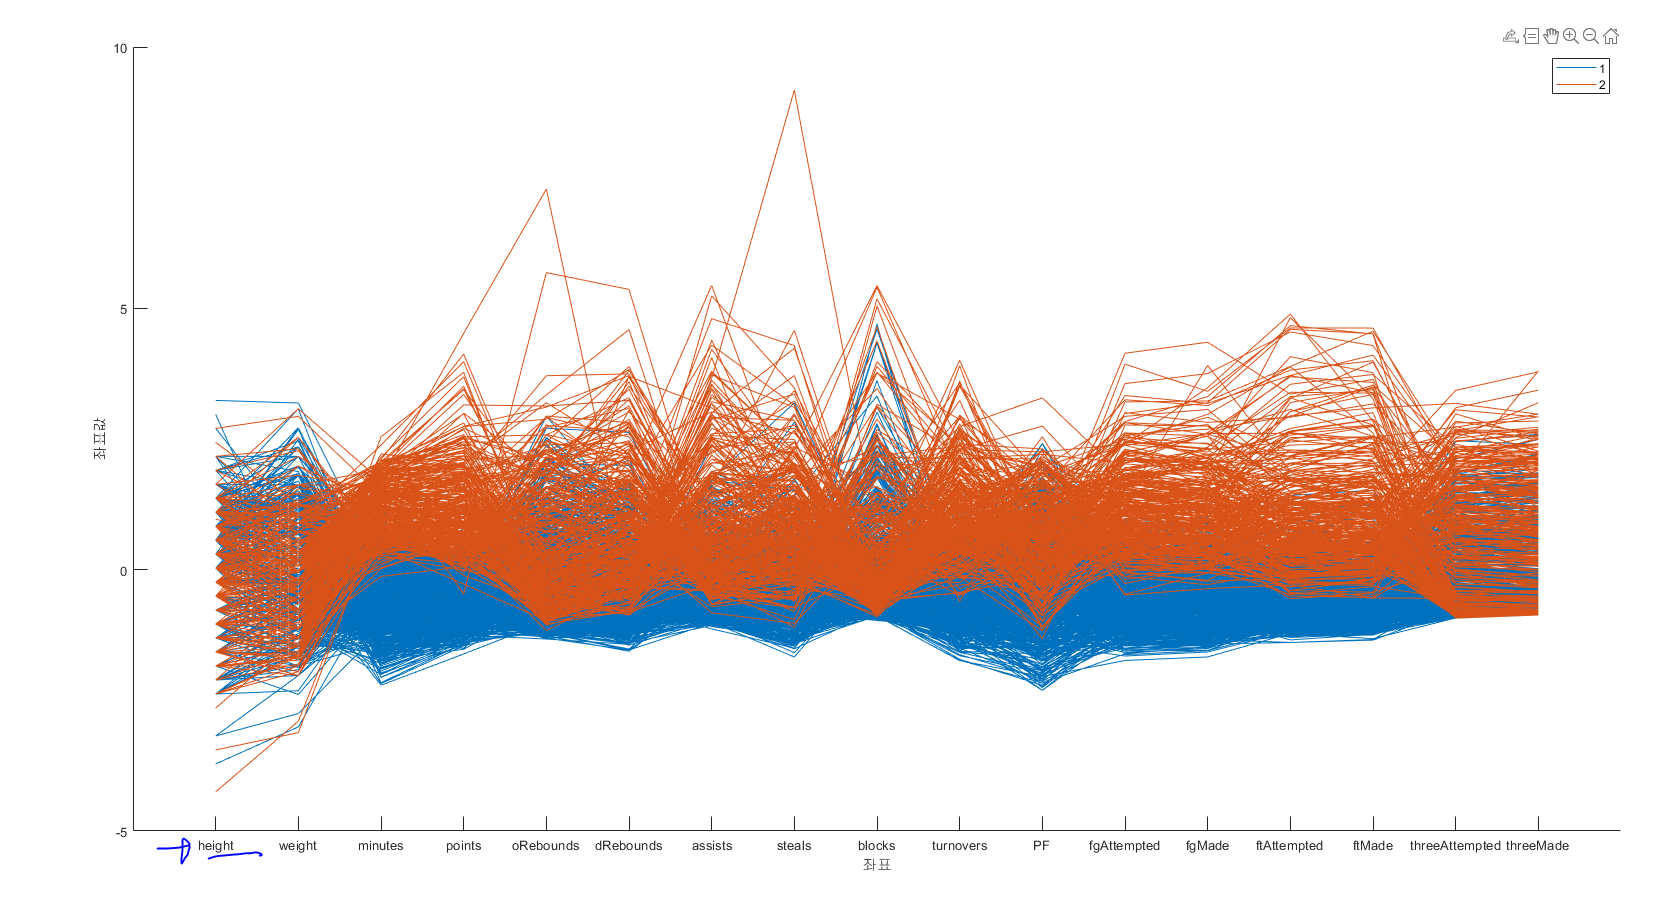 10
5
0
-5
좌표값
1
2
height weight minutes points oRebounds dRebounds assists steals blocks turnovers PF fgAttempted fgMade ftAttempted ftMade threeAttempted threeMade
좌표